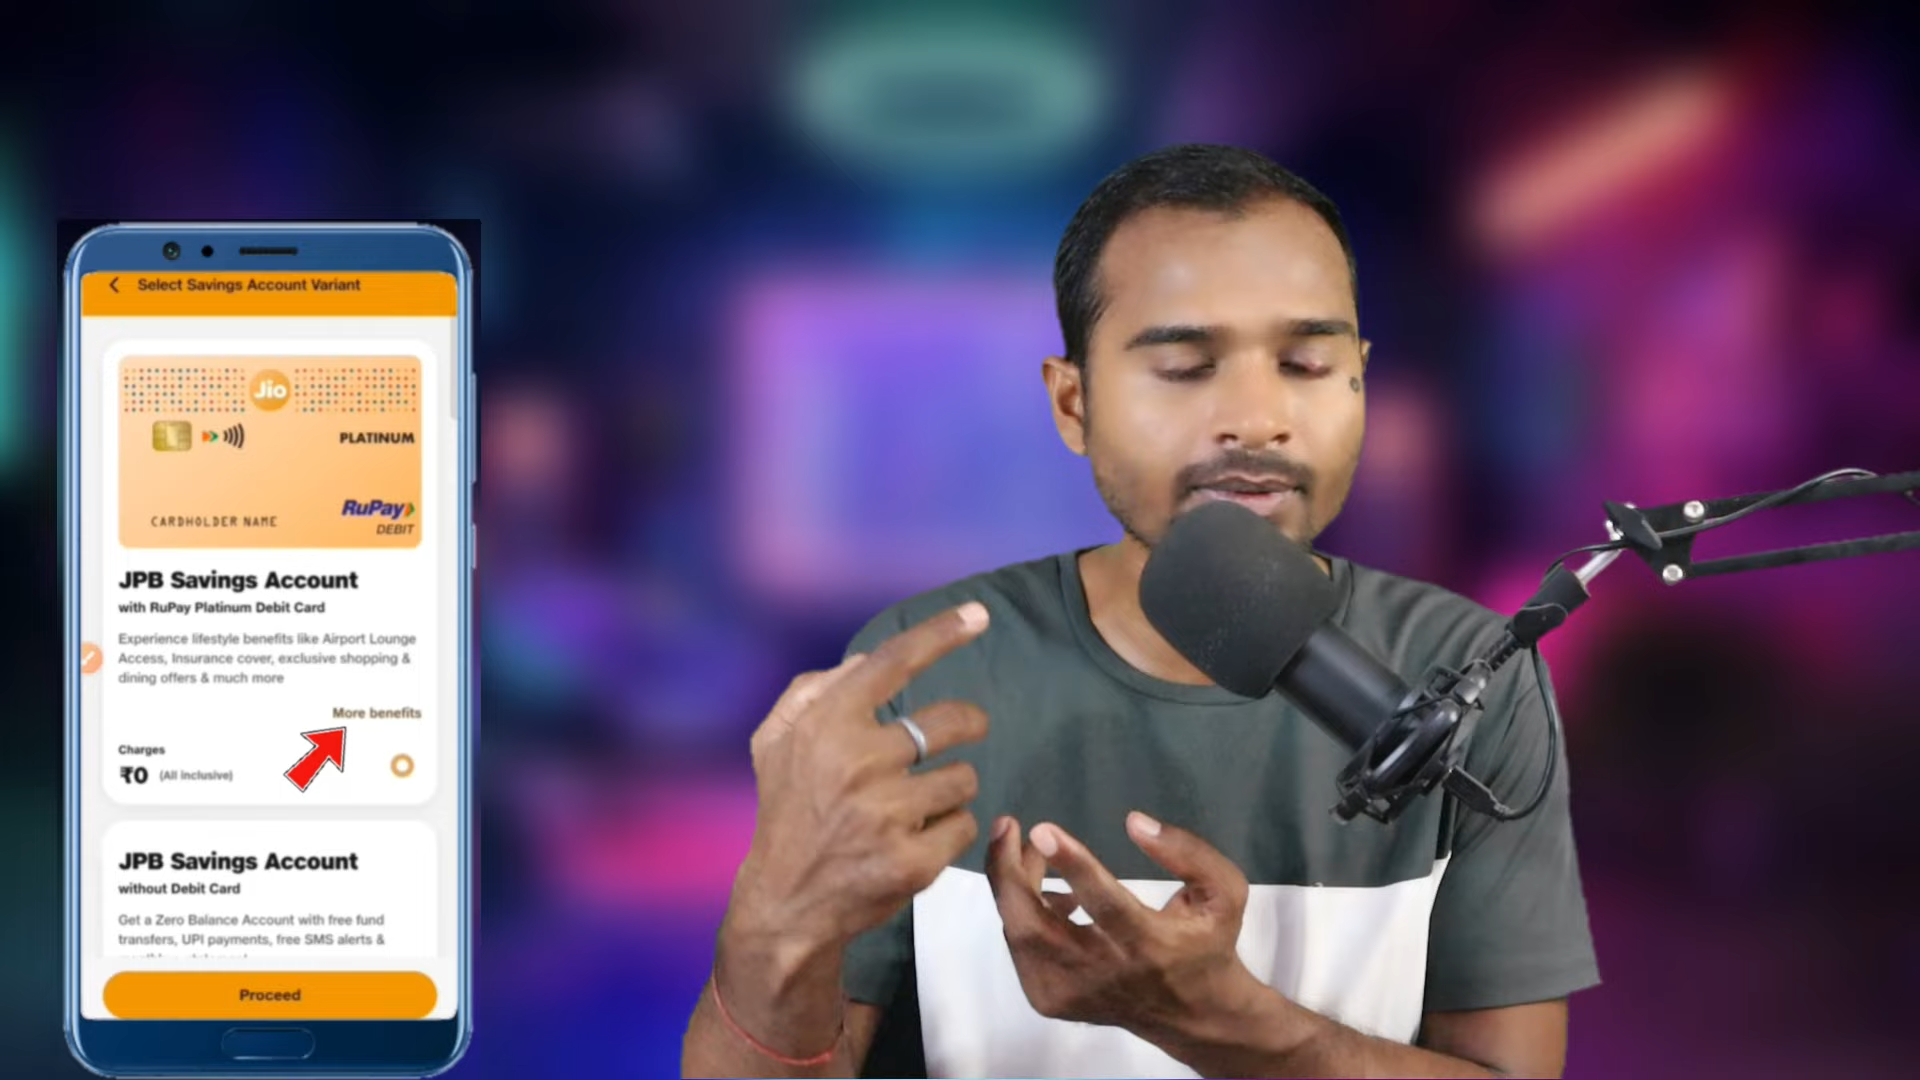 Select Savings Account Variant
Jio
PLATINUM
RuPay
CARDHOLDER NAME
DEBIT
JPB Savings Account
with RuPay Platinum Debit Card
Experience lifestyle benefits like Airport Lounge
Access, Insurance cover, exclusive shopping &
dining offers & much more
More benefits
Charges
₹0 (All inclusive)
JPB Savings Account
without Debit Card
Get a Zero Balance Account with free fund
transfers, UPI payments, free SMS alerts &
Proceed